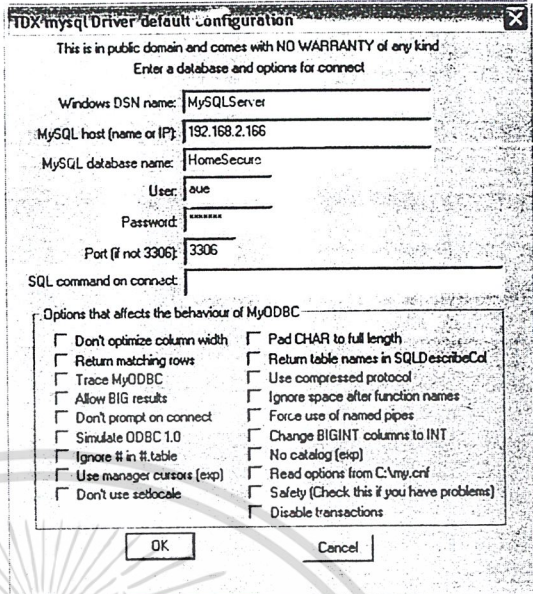 TDX mysql Driver default configuration
This is in public domain and comes with NO WARRANTY of any kind
Enter a database and options for connect
Windows DSN name: MySQLServer
MySQL host (name or IP): 192.168.2.166
MySQL database name: HomeSecure
User: aue
Password: *******
Port (if not 3306): 3306
SQL command on connect:
Options that affects the behaviour of MyODBC
Don't optimize column width
Return matching rows
Trace MyODBC
Allow BIG results
Don't prompt on connect
Simulate ODBC 1.0
Ignore # in #.table
Use manager cursors (exp)
Don't use setlocale
Pad CHAR to full length
Return table names in SQLDescribeCol
Use compressed protocol
Ignore space after function names
Force use of named pipes
Change BIGINT columns to INT
No catalog (exp)
Read options from C:\my.cnf
Safety (Check this if you have problems)
Disable transactions
OK
Cancel